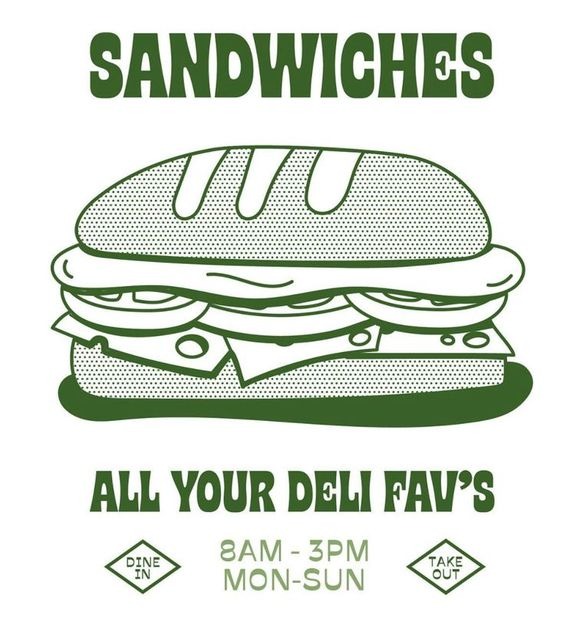 SANDWICHES
ALL YOUR DELI FAV'S
DINE
IN
8AM - 3PM
MON-SUN
TAKE
OUT